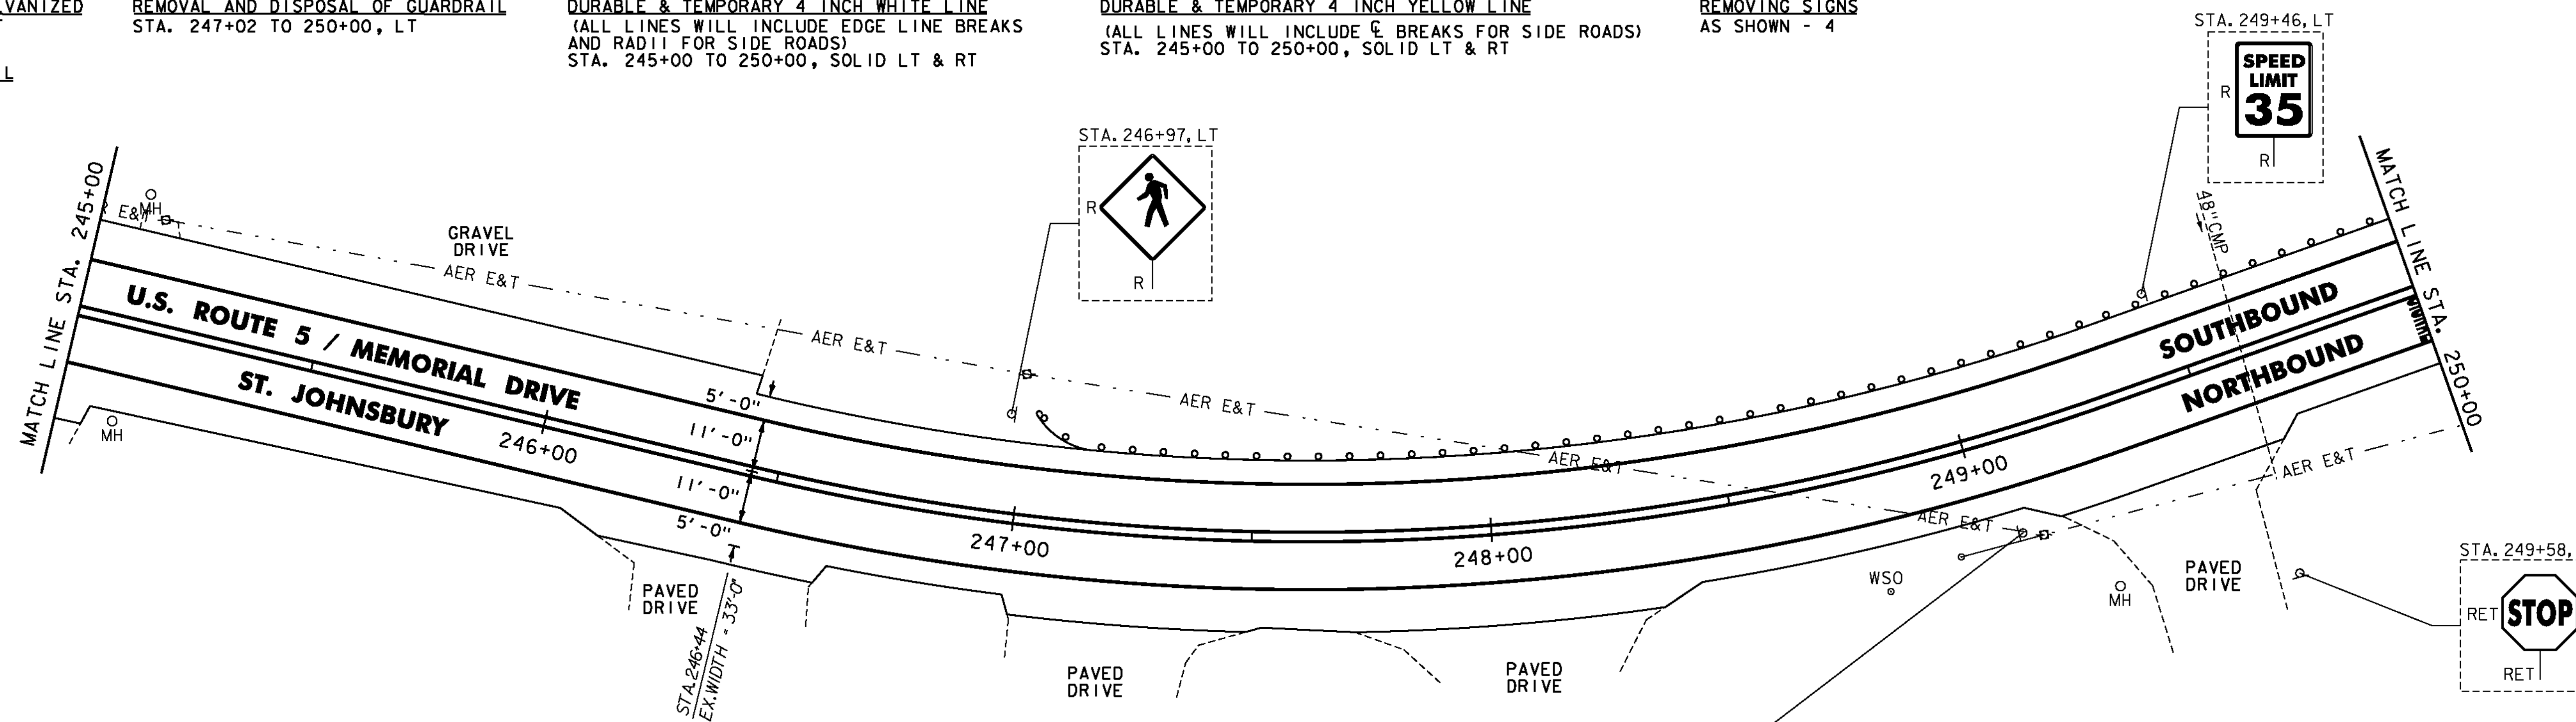 VANIZED
L
REMOVAL AND DISPOSAL OF GUARDRAIL
STA. 247+02 TO 250+00, LT
DURABLE & TEMPORARY 4 INCH WHITE LINE
(ALL LINES WILL INCLUDE EDGE LINE BREAKS
AND RADII FOR SIDE ROADS)
STA. 245+00 TO 250+00, SOLID LT & RT
DURABLE & TEMPORARY 4 INCH YELLOW LINE
(ALL LINES WILL INCLUDE ℄ BREAKS FOR SIDE ROADS)
STA. 245+00 TO 250+00, SOLID LT & RT
REMOVING SIGNS
AS SHOWN - 4
STA. 249+46, LT
SPEED
LIMIT
35
R
R
STA. 246+97, LT
R
R
MATCH LINE STA. 245+00
E&T
MH
GRAVEL
DRIVE
AER E&T
AER E&T
AER E&T
AER E&T
AER E&T
AER E&T
48"CMP
MATCH LINE STA. 250+00
U.S. ROUTE 5 / MEMORIAL DRIVE
ST. JOHNSBURY
SOUTHBOUND
NORTHBOUND
MH
246+00
247+00
248+00
249+00
5'-0"
11'-0"
11'-0"
5'-0"
STA. 246+44
EX.WIDTH = 33'-0"
PAVED
DRIVE
PAVED
DRIVE
PAVED
DRIVE
WSO
MH
PAVED
DRIVE
STA. 249+58,
RET
STOP
RET